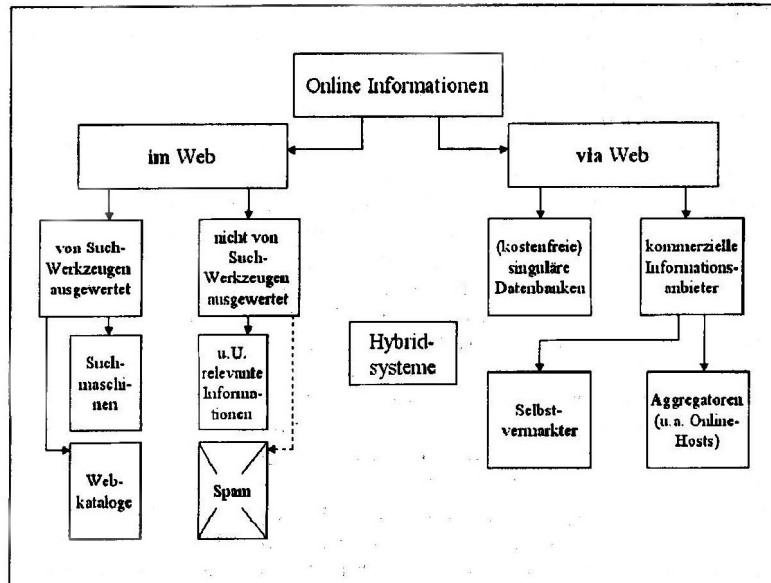 Online Informationen
im Web
via Web
von Such-
Werkzeugen
ausgewertet
nicht von
Such-
Werkzeugen
ausgewertet
(kostenfreie)
singuläre
Datenbanken
kommerzielle
Informations-
anbieter
Such-
maschi-
nen
u.U.
relevante
Informa-
tionen
Hybrid-
systeme
Selbst-
vermarkter
Aggregatoren
(u.a. Online-
Hosts)
Web-
kataloge
Spam